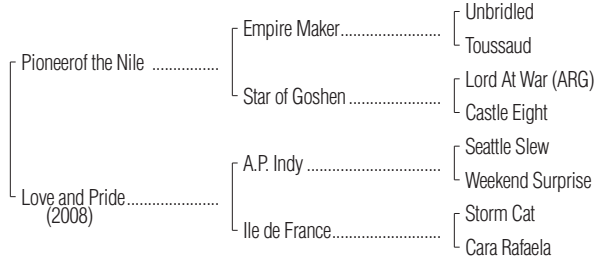 Unbridled
Empire Maker.................
Toussaud
Pioneerof the Nile .................
Lord At War (ARG)
Star of Goshen .................
Castle Eight
Seattle Slew
A.P. Indy .................
Weekend Surprise
Love and Pride.................
(2008)
Storm Cat
Ile de France.................
Cara Rafaela